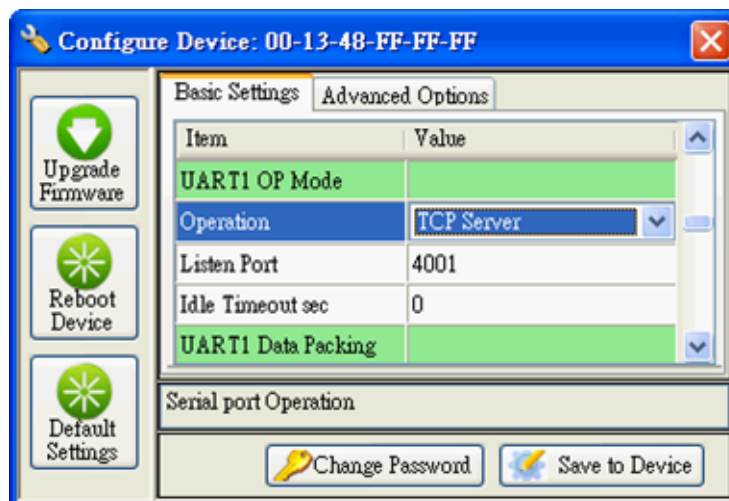 Configure Device: 00-13-48-FF-FF-FF
Upgrade
Firmware
Reboot
Device
Default
Settings
Basic Settings Advanced Options
Item Value
UART1 OP Mode
Operation TCP Server
Listen Port 4001
Idle Timeout sec 0
UART1 Data Packing
Serial port Operation
Change Password Save to Device